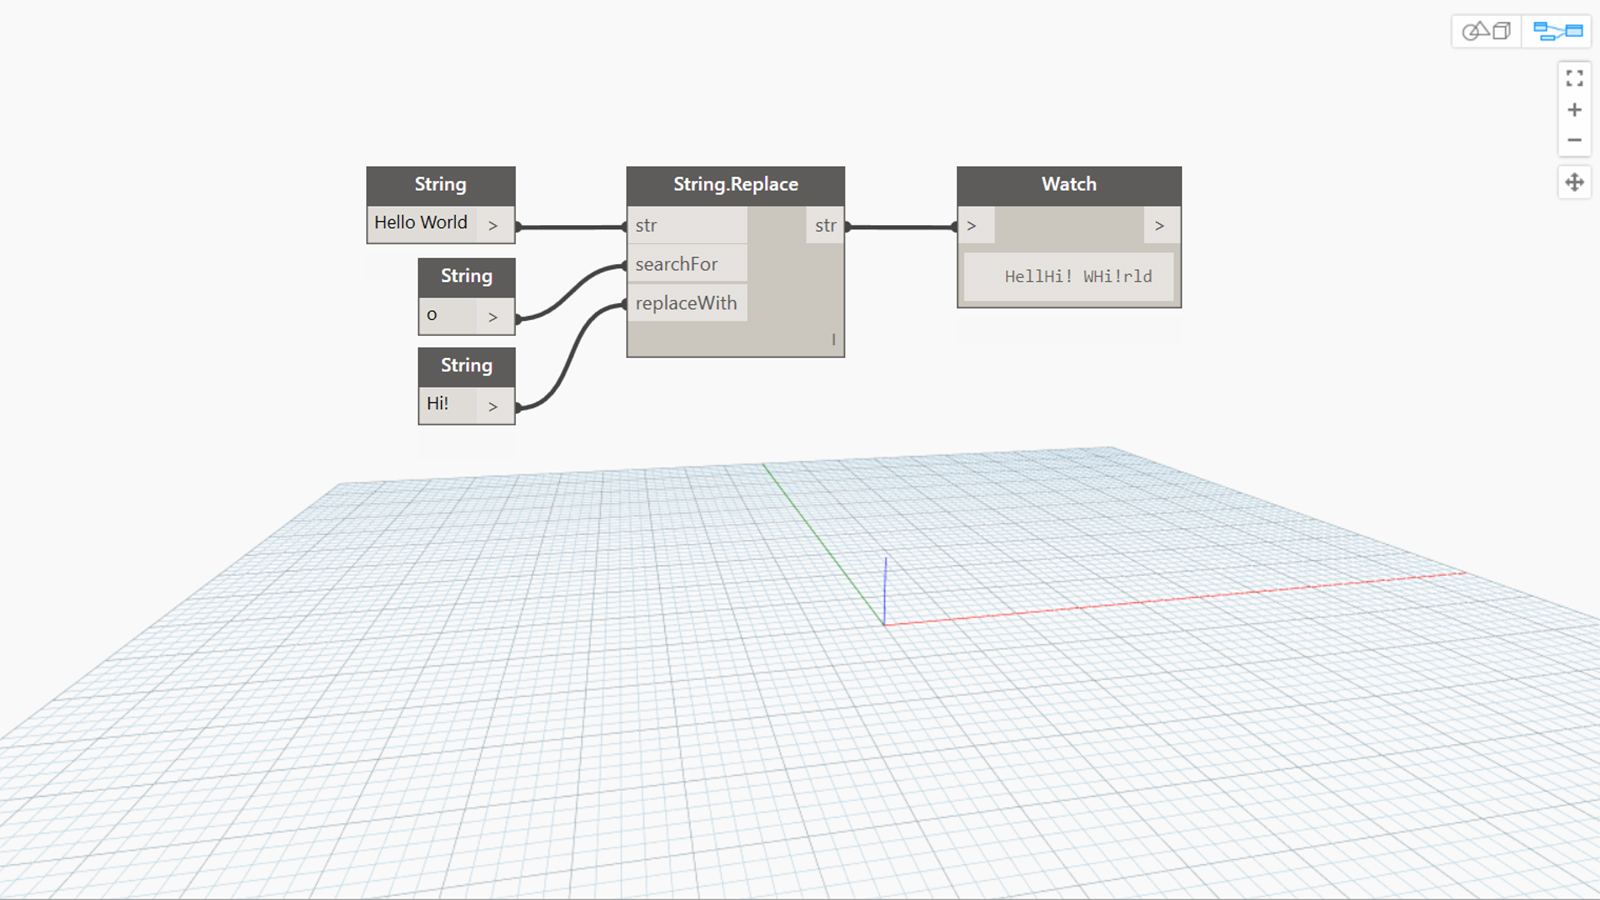 String
Hello World >
String
o >
String
Hi! >
String.Replace
str str
searchFor
replaceWith
l
Watch
> >
HellHi! WHi!rld
+
−